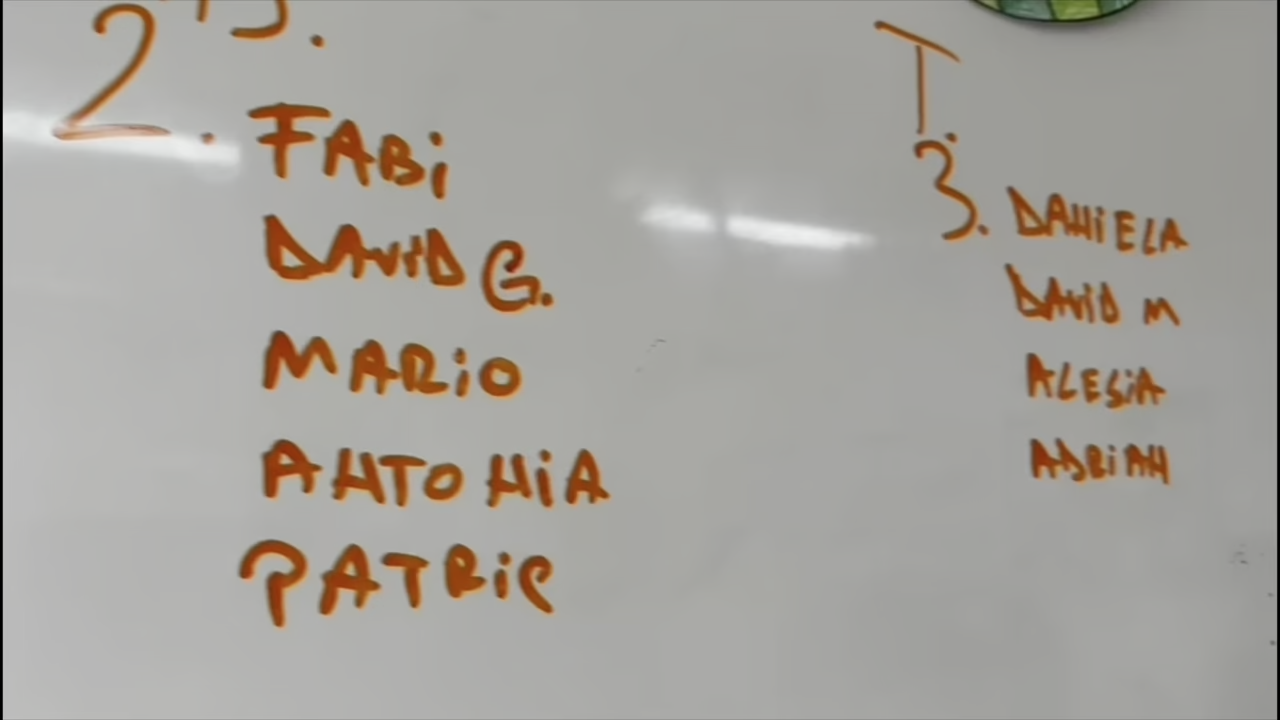 2. FABi
DAViD G.
MARiO
ANTONiA
PATRiC
T.
3. DANiELA
DAViD M
ALESiA
ADRiAN